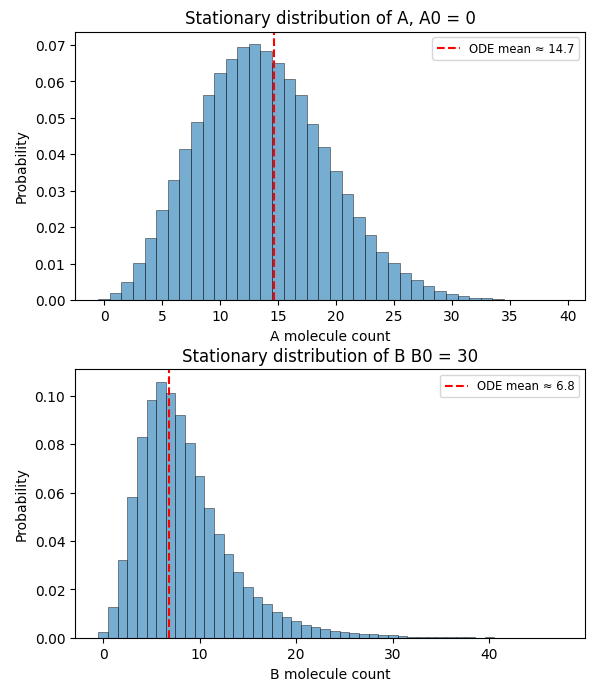 Stationary distribution of A, A0 = 0
0.07
0.06
0.05
0.04
0.03
0.02
0.01
0.00
Probability
ODE mean ≈ 14.7
0 5 10 15 20 25 30 35 40
A molecule count
Stationary distribution of B B0 = 30
0.10
0.08
0.06
0.04
0.02
0.00
Probability
ODE mean ≈ 6.8
0 10 20 30 40
B molecule count